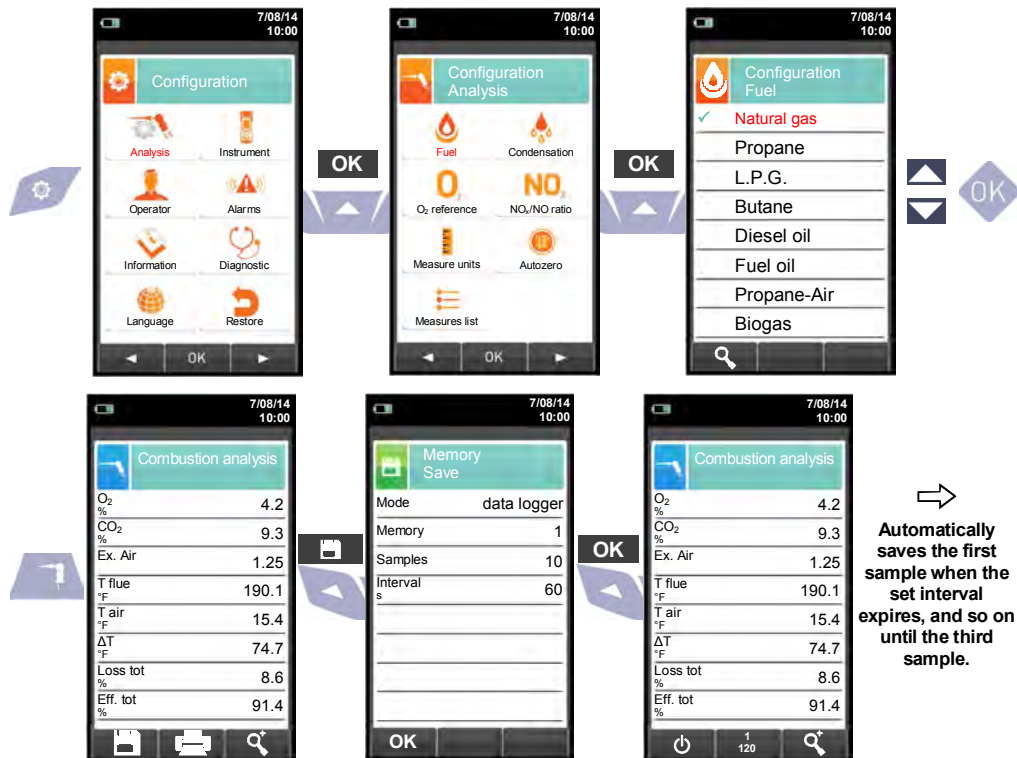 7/08/14
10:00
Configuration
Analysis
Instrument
Operator
Alarms
Information
Diagnostic
Language
Restore
◄ OK ►
OK
7/08/14
10:00
Configuration
Analysis
Fuel
Condensation
O₂
O₂ reference
NOₓ
NOₓ/NO ratio
Measure units
Autozero
Measures list
◄ OK ►
OK
7/08/14
10:00
Configuration
Fuel
✓ Natural gas
Propane
L.P.G.
Butane
Diesel oil
Fuel oil
Propane-Air
Biogas
OK
7/08/14
10:00
Combustion analysis
O₂
% 4.2
CO₂
% 9.3
Ex. Air 1.25
T flue
°F 190.1
T air
°F 15.4
ΔT
°F 74.7
Loss tot
% 8.6
Eff. tot
% 91.4
7/08/14
10:00
Memory
Save
Mode data logger
Memory 1
Samples 10
Interval
s 60
OK
OK
7/08/14
10:00
Combustion analysis
O₂
% 4.2
CO₂
% 9.3
Ex. Air 1.25
T flue
°F 190.1
T air
°F 15.4
ΔT
°F 74.7
Loss tot
% 8.6
Eff. tot
% 91.4
1
120
Automatically
saves the first
sample when the
set interval
expires, and so on
until the third
sample.